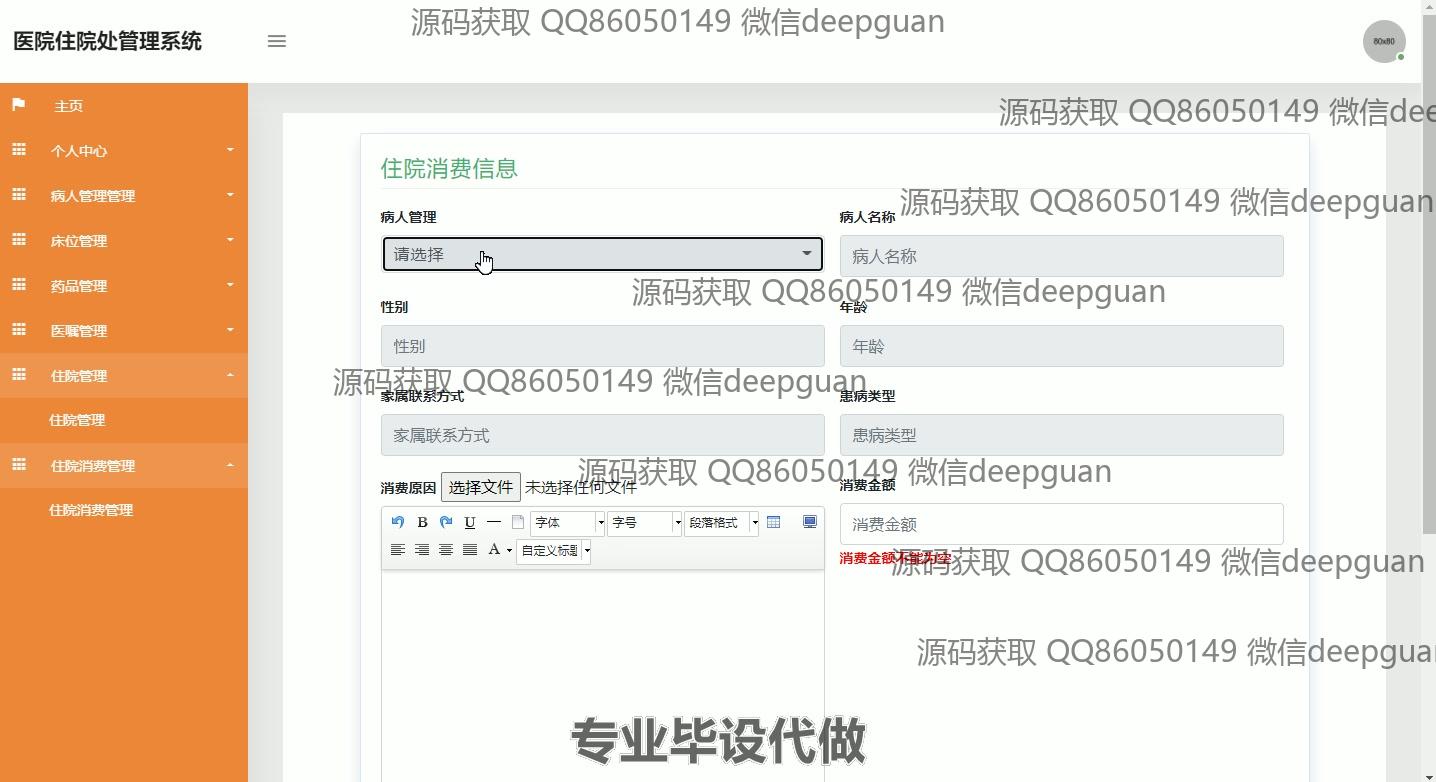 医院住院处管理系统
源码获取 QQ86050149 微信deepguan
80x80
主页
个人中心
病人管理管理
床位管理
药品管理
医嘱管理
住院管理
住院管理
住院消费管理
住院消费管理
源码获取 QQ86050149 微信dee
住院消费信息
源码获取 QQ86050149 微信deepguan
病人管理
病人名称
请选择
病人名称
源码获取 QQ86050149 微信deepguan
性别
年龄
性别
年龄
源码获取 QQ86050149 微信deepguan
家属联系方式
患病类型
家属联系方式
患病类型
源码获取 QQ86050149 微信deepguan
消费原因 选择文件 未选择任何文件
消费金额
B U 字体 字号 段落格式
消费金额
A 自定义标题
消费金额不能为空
源码获取 QQ86050149 微信deepguan
源码获取 QQ86050149 微信deepgua
专业毕设代做